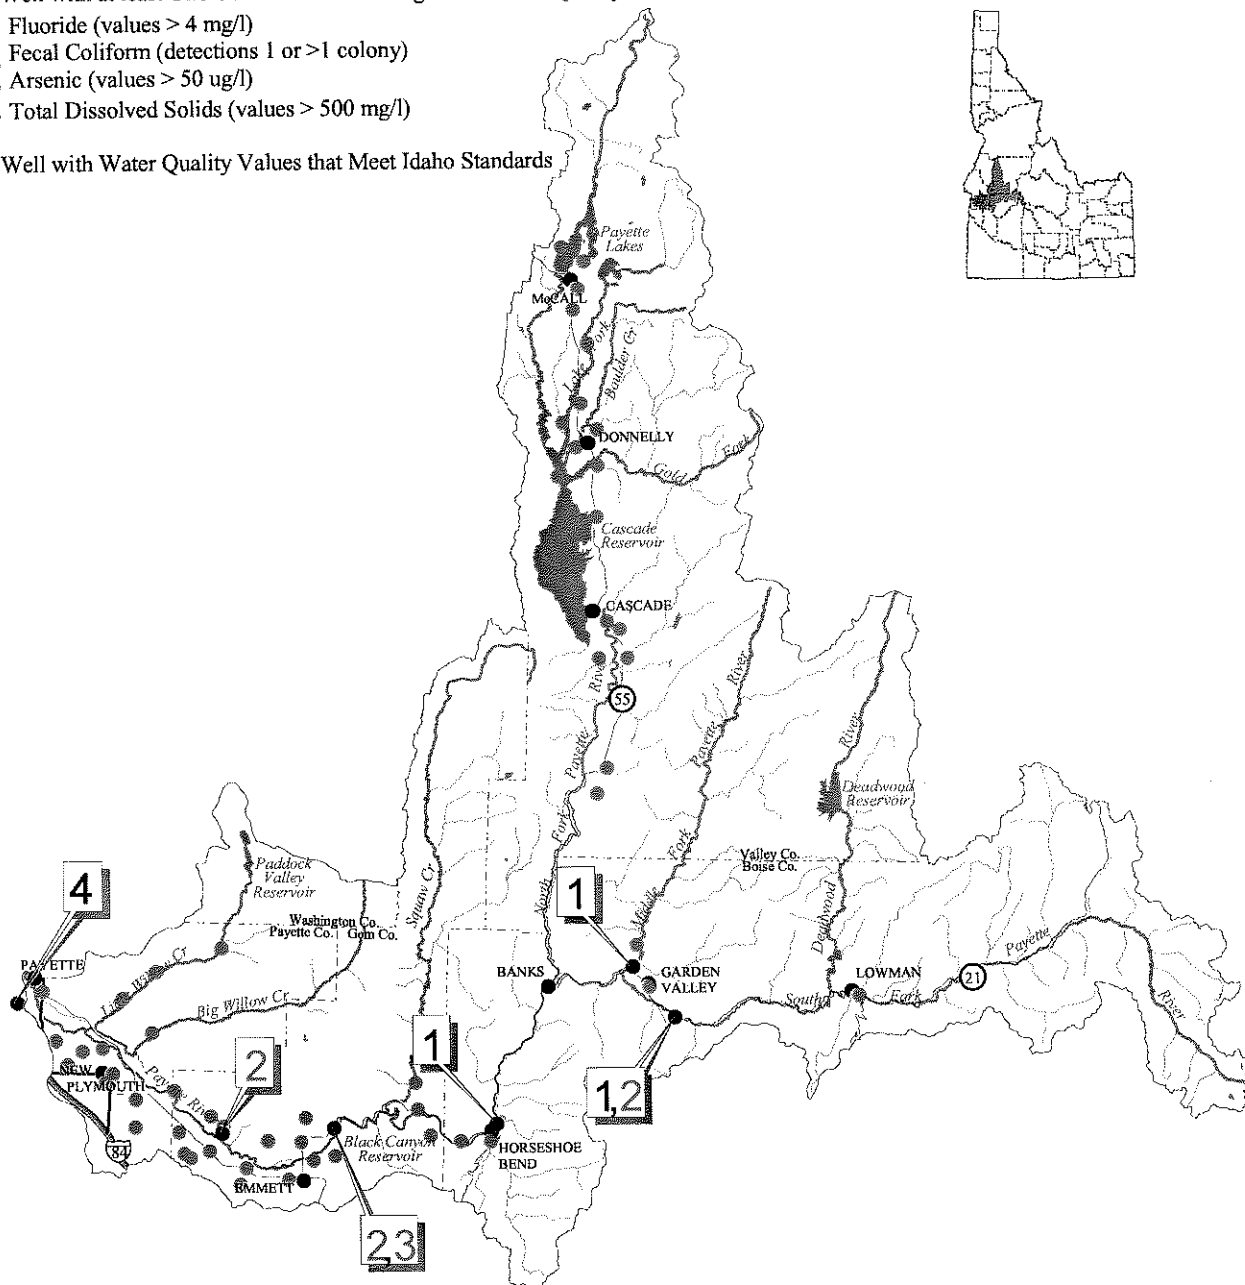 Fluoride (values > 4 mg/l)
Fecal Coliform (detections 1 or >1 colony)
Arsenic (values > 50 ug/l)
Total Dissolved Solids (values > 500 mg/l)
Well with Water Quality Values that Meet Idaho Standards
Payette
Lakes
McCALL
Lake Fork
Boulder Cr
DONNELLY
Gold Fork
Cascade
Reservoir
CASCADE
River
55
Payette
Fork
North
River
Payette
Fork
Middle
River
Deadwood
Reservoir
Valley Co.
Boise Co.
Deadwood
Paddock
Valley
Reservoir
Squaw Cr
Washington Co.
Payette Co.
Gem Co.
4
1
PAYETTE
Little Willow Cr
Big Willow Cr
BANKS
GARDEN
VALLEY
LOWMAN
South
Fork
21
Payette
River
NEW
PLYMOUTH
Payette River
2
1
1,2
84
Black Canyon
Reservoir
HORSESHOE
BEND
EMMETT
2,3